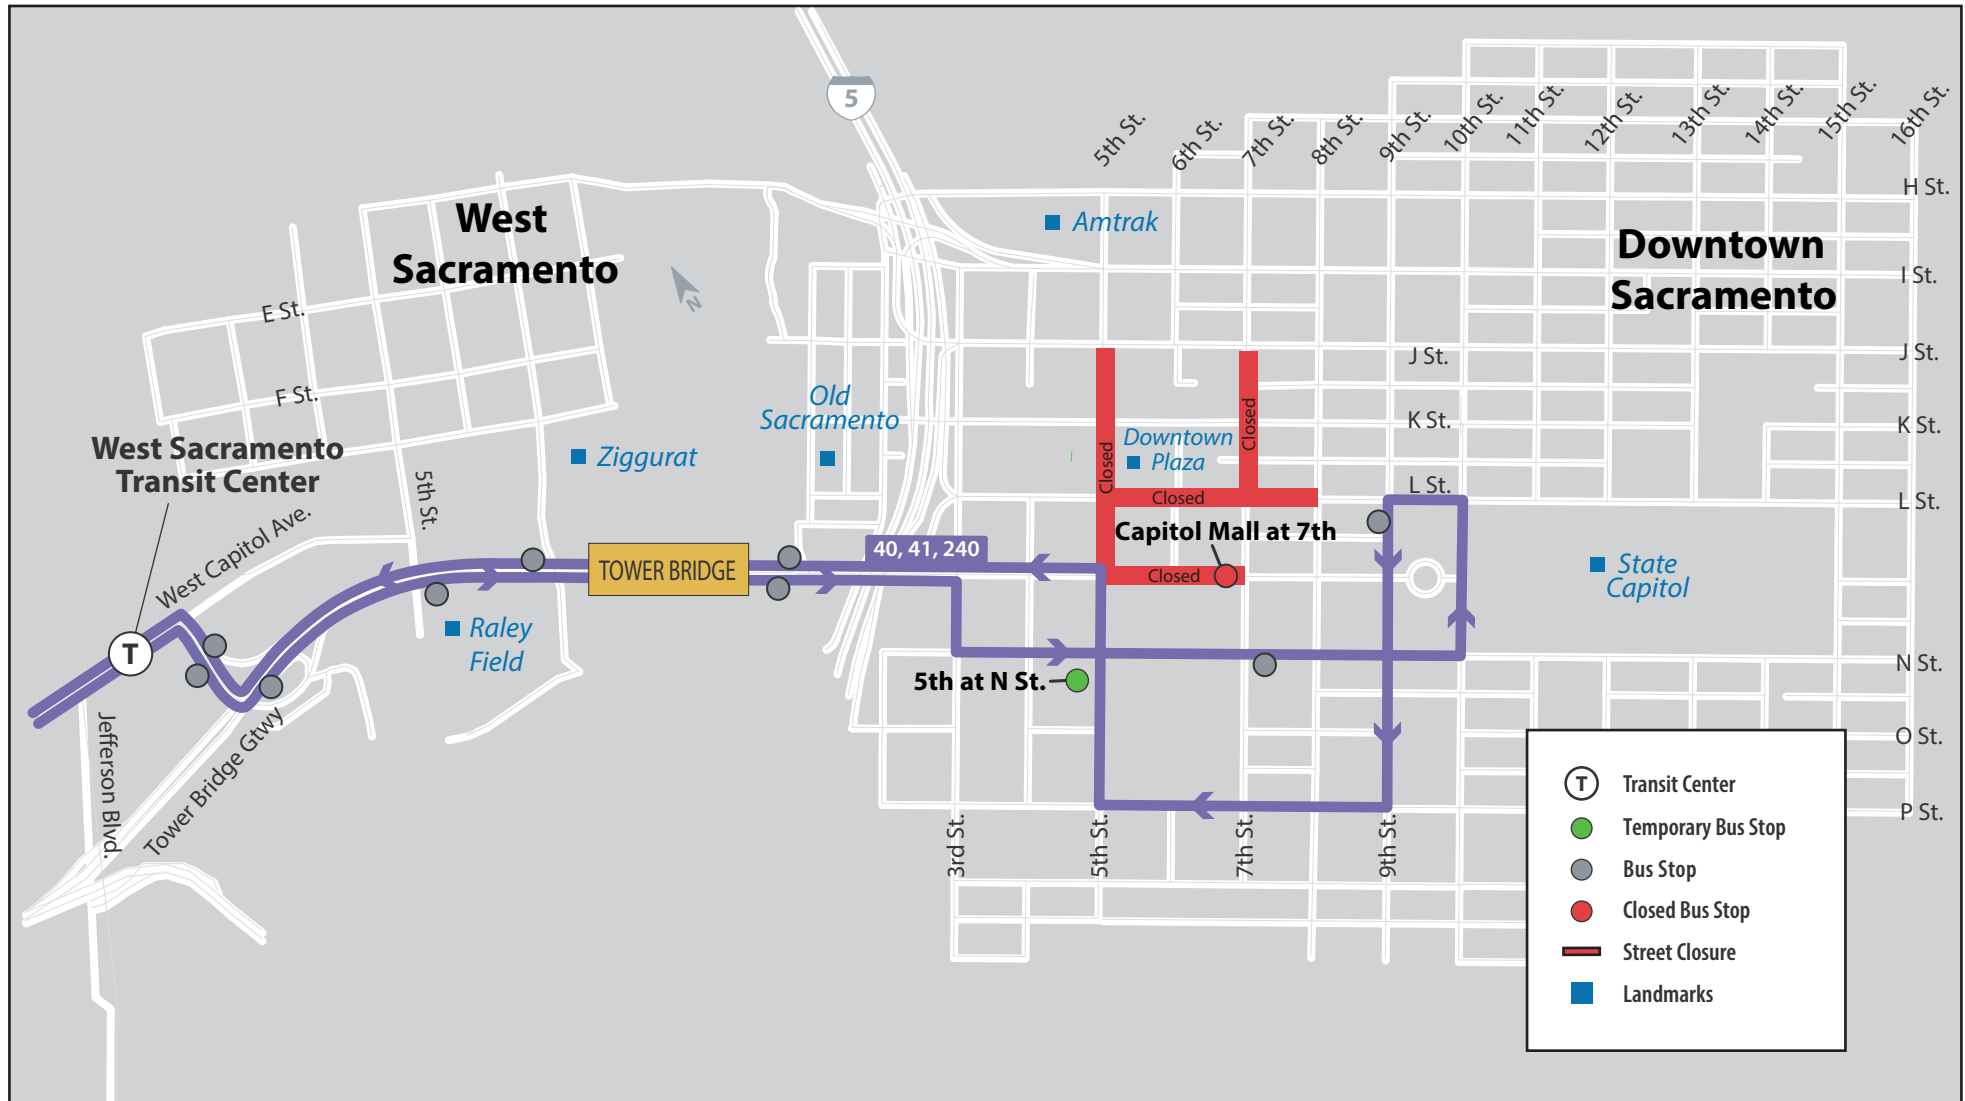 5
5th St.
6th St.
7th St.
8th St.
9th St.
10th St.
11th St.
12th St.
13th St.
14th St.
15th St.
16th St.
H St.
West
Sacramento
Amtrak
Downtown
Sacramento
I St.
N
E St.
J St.
J St.
F St.
Old
Sacramento
Closed
K St.
K St.
West Sacramento
Transit Center
Ziggurat
Closed
Downtown
Plaza
5th St.
L St.
L St.
Closed
West Capitol Ave.
Capitol Mall at 7th
40, 41, 240
TOWER BRIDGE
Closed
State
Capitol
T
Raley
Field
N St.
5th at N St.
Jefferson Blvd.
Tower Bridge Gtwy
O St.
P St.
3rd St.
5th St.
7th St.
9th St.
T Transit Center
Temporary Bus Stop
Bus Stop
Closed Bus Stop
Street Closure
Landmarks